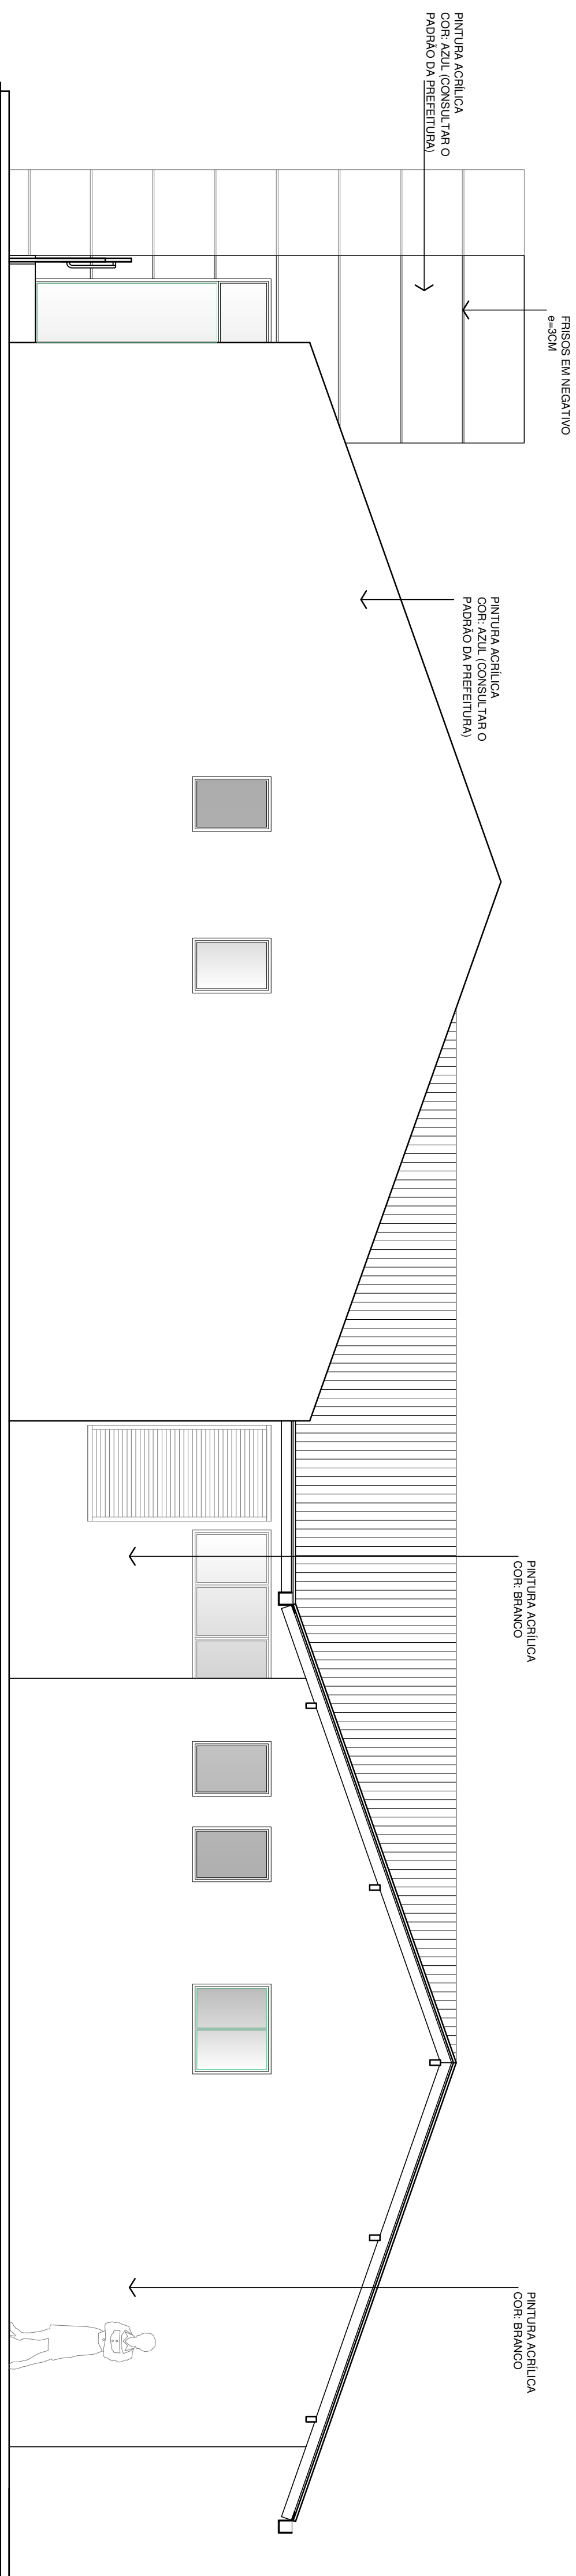 PINTURA ACRÍLICA
COR: AZUL (CONSULTAR O
PADRÃO DA PREFEITURA)
FRISOS EM NEGATIVO
e=3CM
PINTURA ACRÍLICA
COR: AZUL (CONSULTAR O
PADRÃO DA PREFEITURA)
PINTURA ACRÍLICA
COR: BRANCO
PINTURA ACRÍLICA
COR: BRANCO